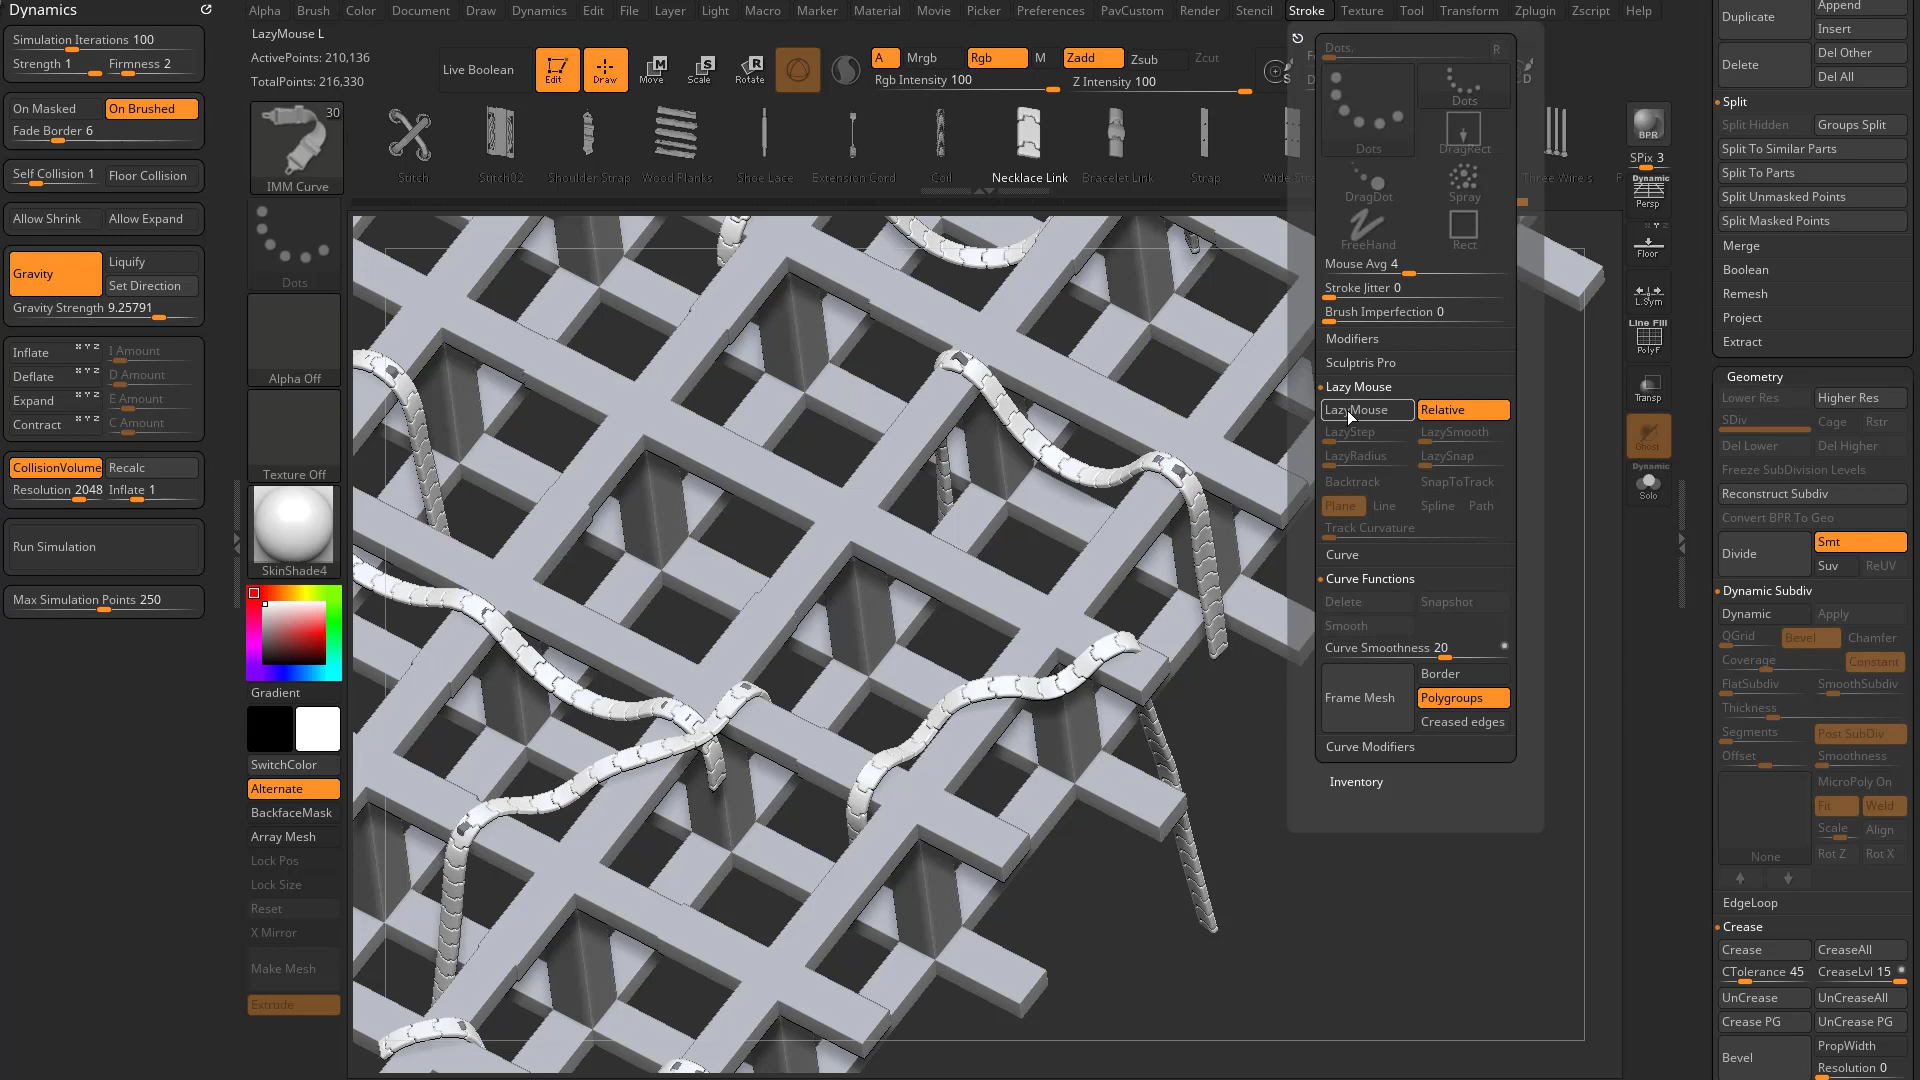 Dynamics
Simulation Iterations 100
Strength 1 Firmness 2
On Masked On Brushed
Fade Border 6
Self Collision 1 Floor Collision
Allow Shrink Allow Expand
Gravity Liquify
Set Direction
Gravity Strength 9.25791
Inflate x Y Z I Amount
Deflate x Y Z D Amount
Expand x Y Z E Amount
Contract x Y Z C Amount
CollisionVolume Recalc
Resolution 2048 Inflate 1
Run Simulation
Max Simulation Points 250
Alpha Brush Color Document Draw Dynamics Edit File Layer Light Macro Marker Material Movie Picker Preferences PavCustom Render Stencil Stroke Texture Tool Transform Zplugin Zscript Help
LazyMouse L
ActivePoints: 210,136
TotalPoints: 216,330
Live Boolean
Edit Draw Move Scale Rotate
A Mrgb Rgb M Zadd Zsub Zcut
Rgb Intensity 100 Z Intensity 100
30
IMM Curve
Stitch Stitch02 Shoulder Strap Wood Planks Shoe Lace Extension Cord Coil Necklace Link Bracelet Link Strap Wide Three Wire's
Dots
Alpha Off
Texture Off
SkinShade4
Gradient
SwitchColor
Alternate
BackfaceMask
Array Mesh
Lock Pos
Lock Size
Reset
X Mirror
Make Mesh
Extrude
Dots. R
Dots Dots
DragRect
DragDot Spray
FreeHand Rect
Mouse Avg 4
Stroke Jitter 0
Brush Imperfection 0
Modifiers
Sculptris Pro
Lazy Mouse
LazyMouse Relative
LazyStep LazySmooth
LazyRadius LazySnap
Backtrack SnapToTrack
Plane Line Spline Path
Track Curvature
Curve
Curve Functions
Delete Snapshot
Smooth
Curve Smoothness 20
Frame Mesh Border
Polygroups
Creased edges
Curve Modifiers
Inventory
BPR
SPix 3
Dynamic
Persp
Floor
L.Sym
Line Fill
PolyF
Transp
Ghost
Dynamic
Solo
Duplicate Append
Insert
Delete Del Other
Del All
Split
Split Hidden Groups Split
Split To Similar Parts
Split To Parts
Split Unmasked Points
Split Masked Points
Merge
Boolean
Remesh
Project
Extract
Geometry
Lower Res Higher Res
SDiv Cage Rstr
Del Lower Del Higher
Freeze SubDivision Levels
Reconstruct Subdiv
Convert BPR To Geo
Divide Smt
Suv ReUV
Dynamic Subdiv
Dynamic Apply
QGrid Bevel Chamfer
Coverage Constant
FlatSubdiv SmoothSubdiv
Thickness
Segments Post SubDiv
Offset Smoothness
MicroPoly On
Fit Weld
Scale Align
None Rot Z Rot X
EdgeLoop
Crease
Crease CreaseAll
CTolerance 45 CreaseLvl 15
UnCrease UnCreaseAll
Crease PG UnCrease PG
Bevel PropWidth
Resolution 0